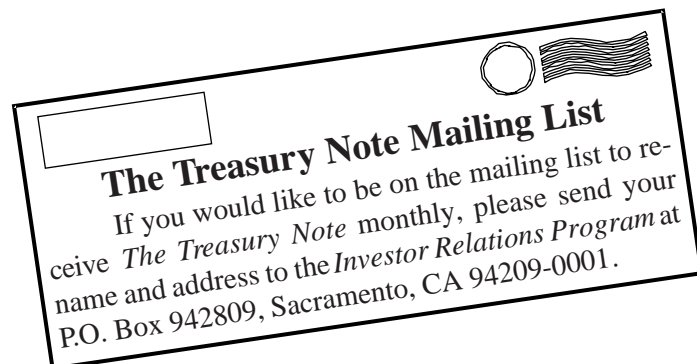 The Treasury Note Mailing List
If you would like to be on the mailing list to re-
ceive The Treasury Note monthly, please send your
name and address to the Investor Relations Program at
P.O. Box 942809, Sacramento, CA 94209-0001.